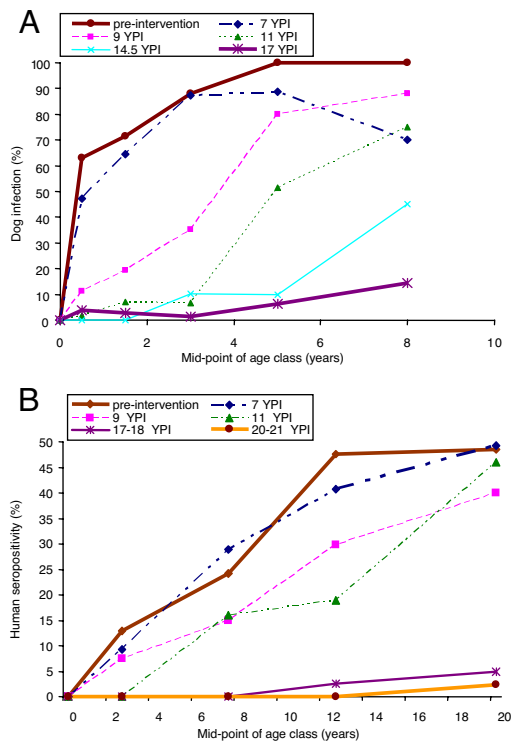 A
pre-intervention 7 YPI
9 YPI 11 YPI
14.5 YPI 17 YPI
100
90
80
70
60
50
40
30
20
10
0
Dog infection (%)
0 2 4 6 8 10
Mid-point of age class (years)
B
pre-intervention 7 YPI
9 YPI 11 YPI
17-18 YPI 20-21 YPI
50
45
40
35
30
25
20
15
10
5
0
Human seropositivity (%)
0 2 4 6 8 10 12 14 16 18 20
Mid-point of age class (years)